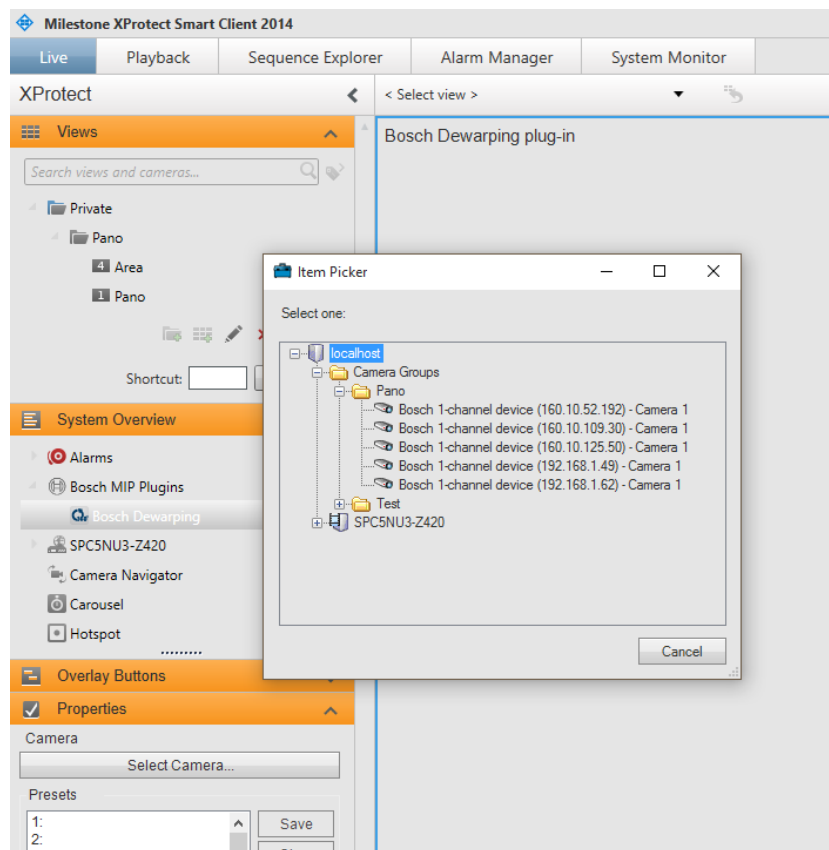 Milestone XProtect Smart Client 2014
Live Playback Sequence Explorer Alarm Manager System Monitor
XProtect
< Select view >
Views
Bosch Dewarping plug-in
Search views and cameras...
Private
Pano
4 Area
1 Pano
Shortcut:
Item Picker
Select one:
localhost
Camera Groups
Pano
Bosch 1-channel device (160.10.52.192) - Camera 1
Bosch 1-channel device (160.10.109.30) - Camera 1
Bosch 1-channel device (160.10.125.50) - Camera 1
Bosch 1-channel device (192.168.1.49) - Camera 1
Bosch 1-channel device (192.168.1.62) - Camera 1
Test
SPC5NU3-Z420
Cancel
System Overview
Alarms
Bosch MIP Plugins
Bosch Dewarping
SPC5NU3-Z420
Camera Navigator
Carousel
Hotspot
Overlay Buttons
Properties
Camera
Select Camera...
Presets
1:
2:
Save